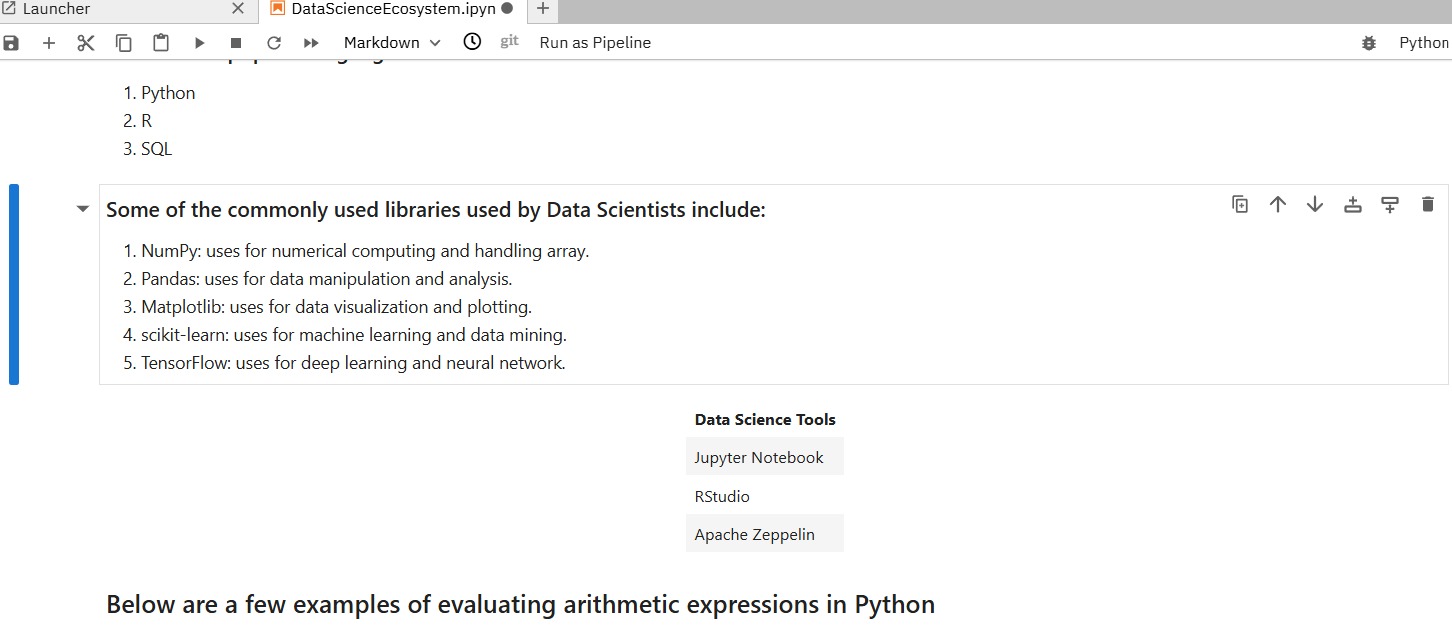 Launcher
DataScienceEcosystem.ipyn
Markdown
git
Run as Pipeline
Python
1. Python
2. R
3. SQL
Some of the commonly used libraries used by Data Scientists include:
1. NumPy: uses for numerical computing and handling array.
2. Pandas: uses for data manipulation and analysis.
3. Matplotlib: uses for data visualization and plotting.
4. scikit-learn: uses for machine learning and data mining.
5. TensorFlow: uses for deep learning and neural network.
Data Science Tools
Jupyter Notebook
RStudio
Apache Zeppelin
Below are a few examples of evaluating arithmetic expressions in Python